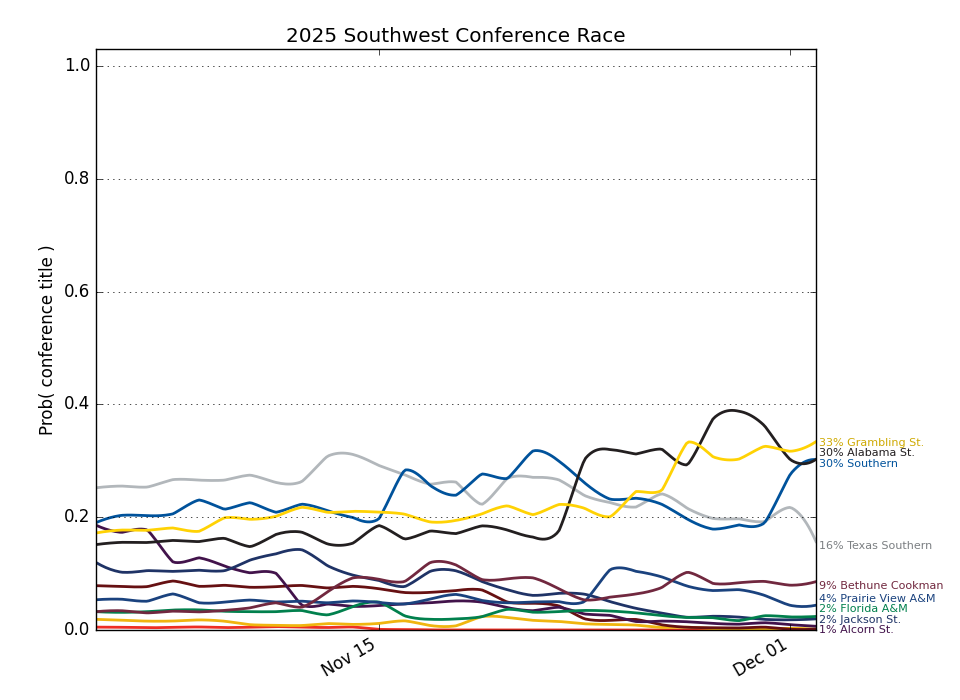 2025 Southwest Conference Race
Prob( conference title )
1.0
0.8
0.6
0.4
0.2
0.0
Nov 15
Dec 01
33% Grambling St.
30% Alabama St.
30% Southern
16% Texas Southern
9% Bethune Cookman
4% Prairie View A&M
2% Florida A&M
2% Jackson St.
1% Alcorn St.